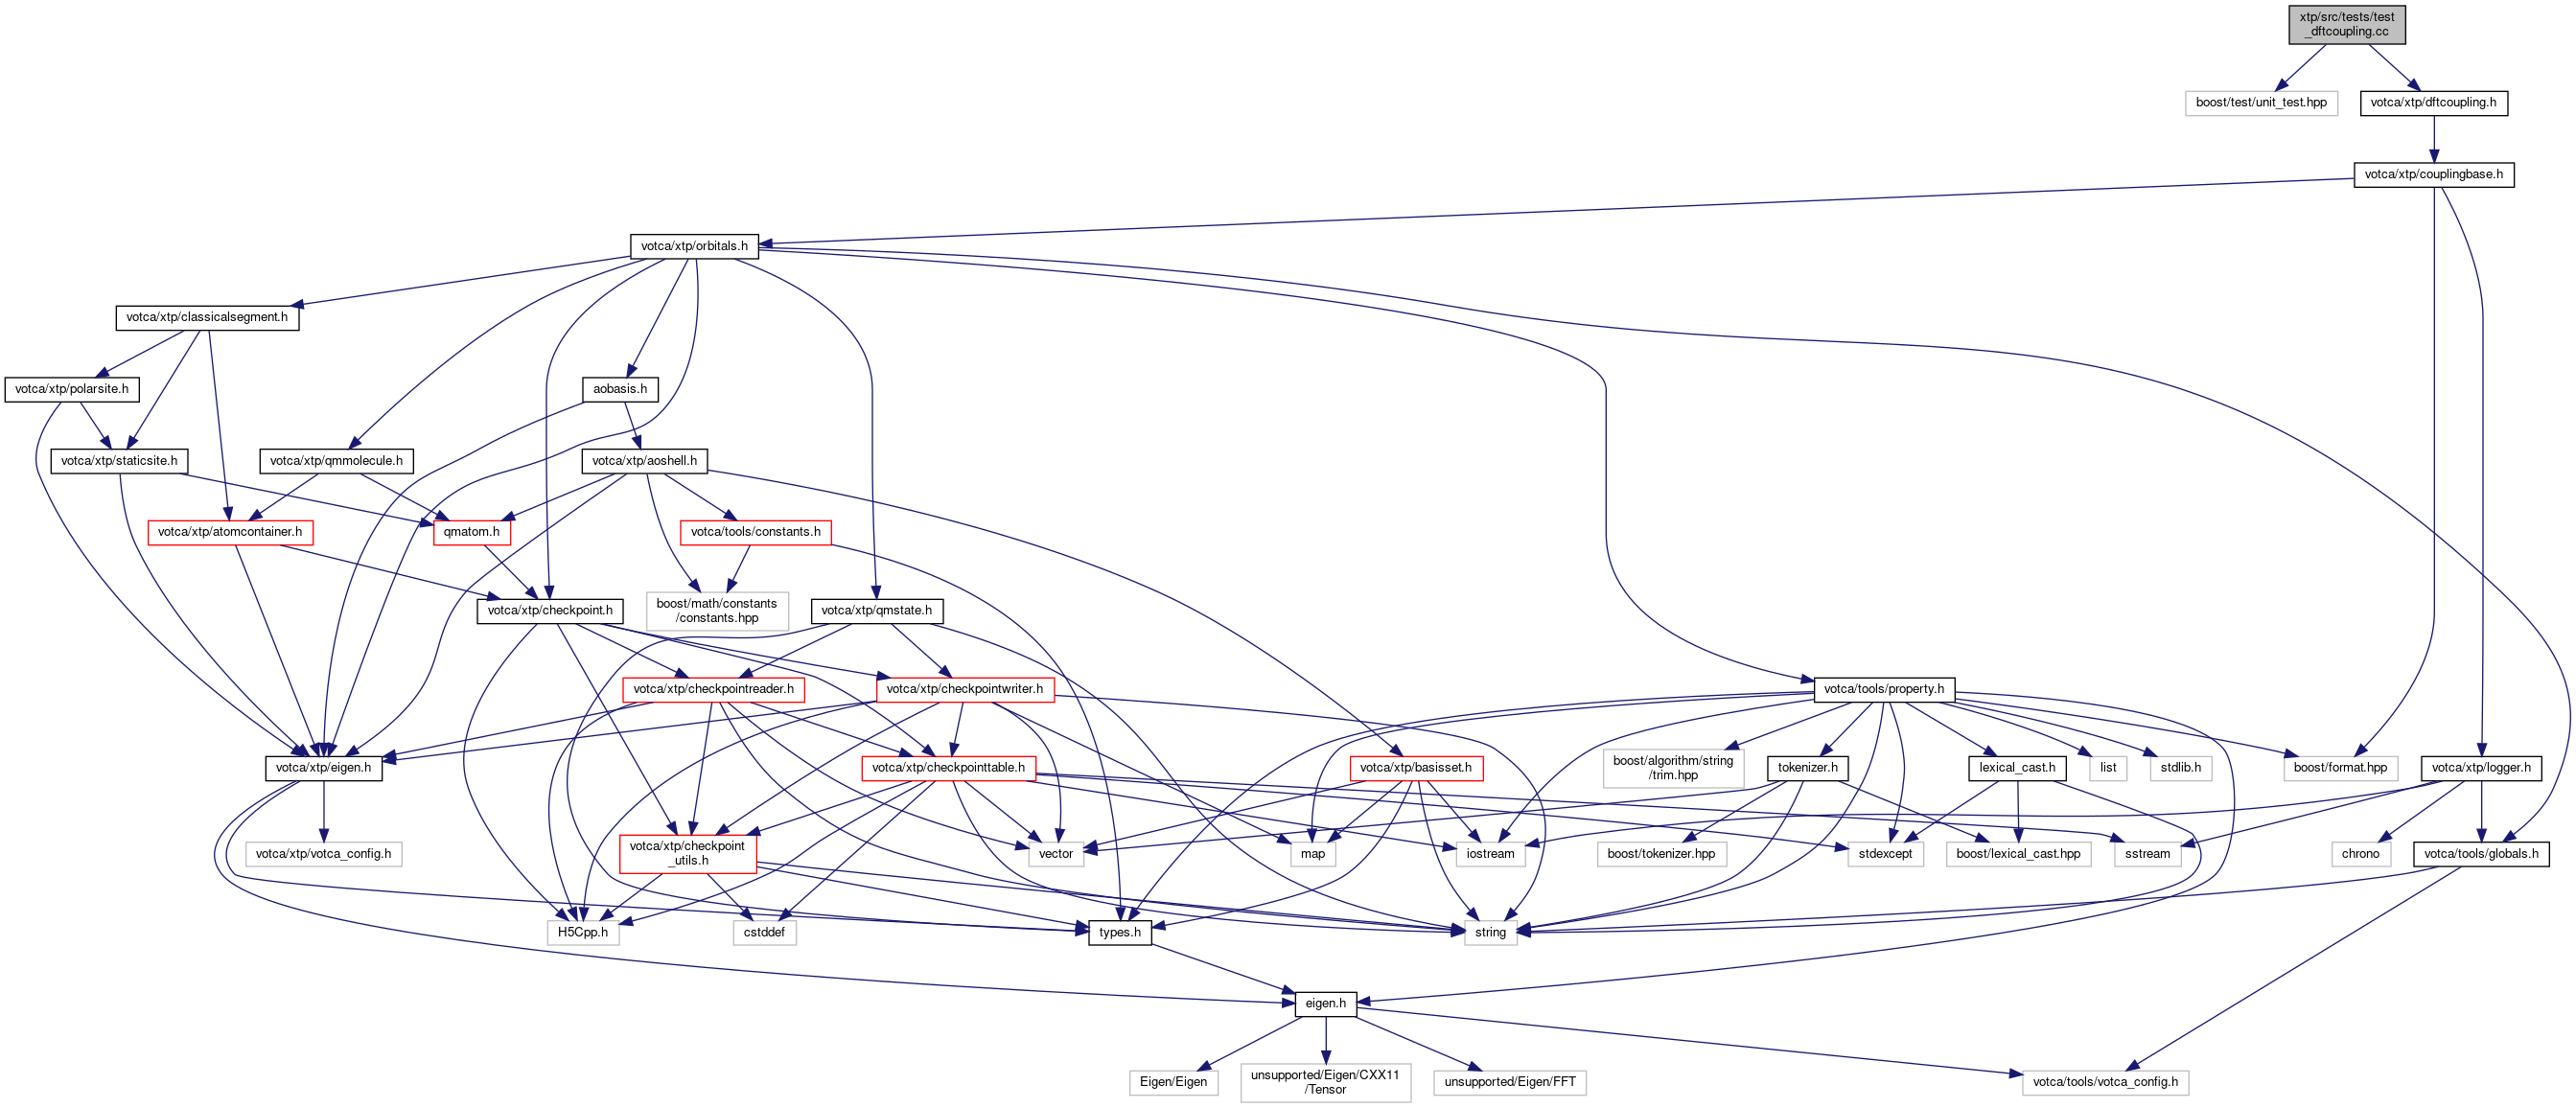 xtp/src/tests/test
_dftcoupling.cc
boost/test/unit_test.hpp
votca/xtp/dftcoupling.h
votca/xtp/couplingbase.h
votca/xtp/orbitals.h
votca/xtp/classicalsegment.h
votca/xtp/polarsite.h
aobasis.h
votca/xtp/staticsite.h
votca/xtp/qmmolecule.h
votca/xtp/aoshell.h
votca/xtp/atomcontainer.h
qmatom.h
votca/tools/constants.h
votca/xtp/checkpoint.h
boost/math/constants
/constants.hpp
votca/xtp/qmstate.h
votca/xtp/checkpointreader.h
votca/xtp/checkpointwriter.h
votca/tools/property.h
votca/xtp/eigen.h
votca/xtp/checkpointtable.h
votca/xtp/basisset.h
boost/algorithm/string
/trim.hpp
tokenizer.h
lexical_cast.h
list
stdlib.h
boost/format.hpp
votca/xtp/logger.h
votca/xtp/votca_config.h
votca/xtp/checkpoint
_utils.h
vector
map
iostream
boost/tokenizer.hpp
stdexcept
boost/lexical_cast.hpp
sstream
chrono
votca/tools/globals.h
H5Cpp.h
cstddef
types.h
string
eigen.h
Eigen/Eigen
unsupported/Eigen/CXX11
/Tensor
unsupported/Eigen/FFT
votca/tools/votca_config.h